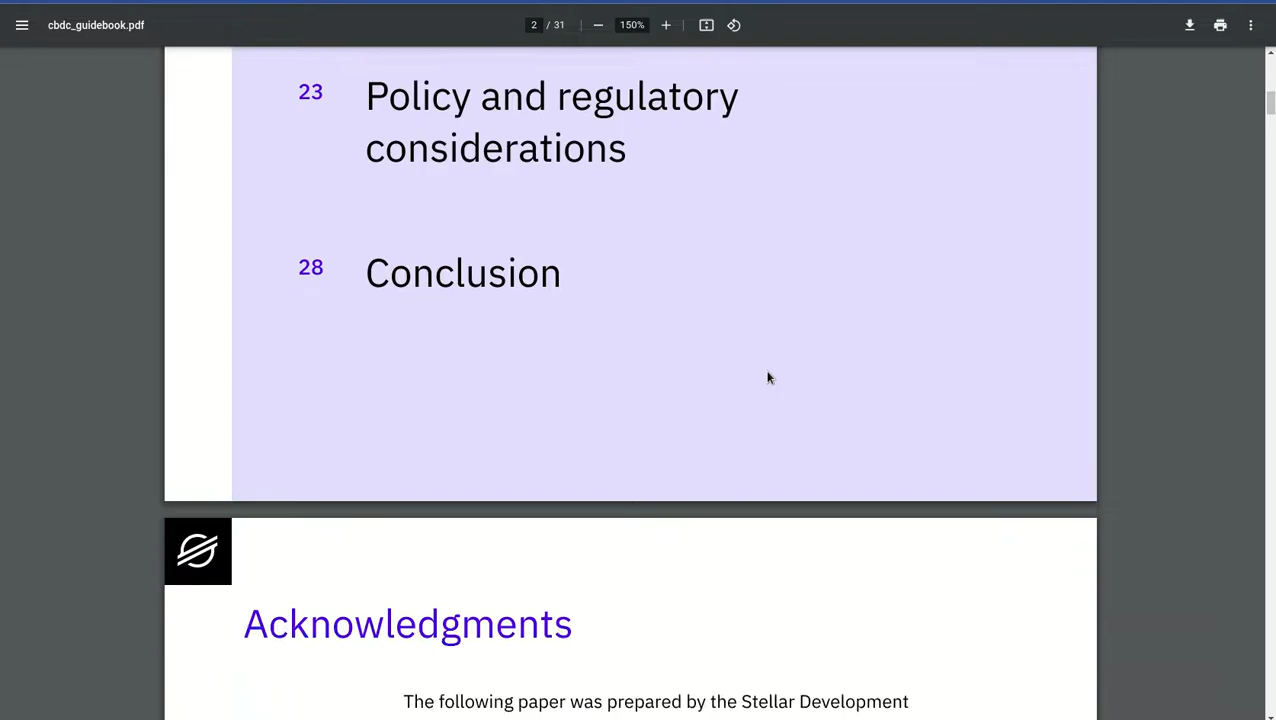 cbdc_guidebook.pdf
2 / 31
150%
23 Policy and regulatory
considerations
28 Conclusion
Acknowledgments
The following paper was prepared by the Stellar Development